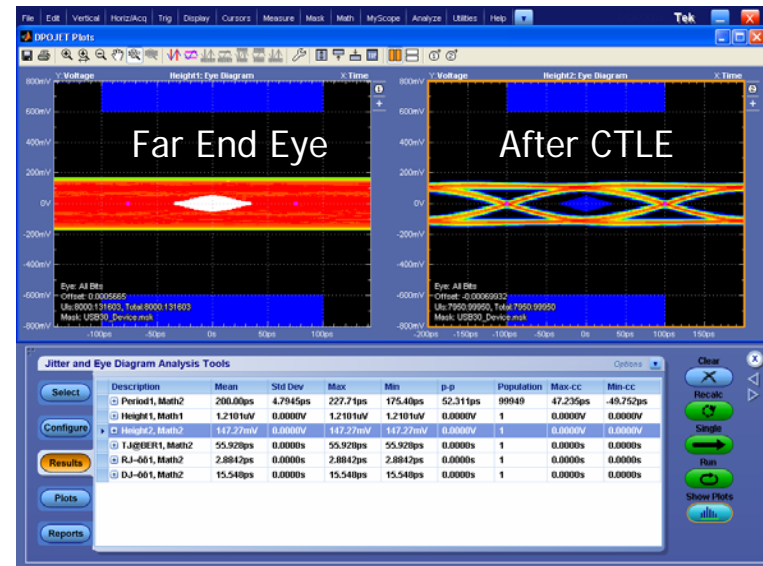 File Edit Vertical Horiz/Acq Trig Display Cursors Measure Mask Math MyScope Analyze Utilities Help Tek
DPOJET Plots
Y:Voltage Height1: Eye Diagram X:Time
800mV
600mV
400mV
200mV
0V
-200mV
-400mV
-600mV
-800mV
Far End Eye
Eye: All Bits
Offset: 0.0005665
UIs:8000:131603, Total:8000:131603
Mask: USB30_Device.msk
-100ps -50ps 0s 50ps 100ps
1
Y:Voltage Height2: Eye Diagram X:Time
800mV
600mV
400mV
200mV
0V
-200mV
-400mV
-600mV
-800mV
After CTLE
Eye: All Bits
Offset: -0.00069932
UIs:7950:99950, Total:7950:99950
Mask: USB30_Device.msk
-200ps -150ps -100ps -50ps 0s 50ps 100ps 150ps
2
Jitter and Eye Diagram Analysis Tools
Options
Clear
Select
Configure
Results
Plots
Reports
Description Mean Std Dev Max Min p-p Population Max-cc Min-cc
Period1, Math2 200.00ps 4.7945ps 227.71ps 175.40ps 52.311ps 99949 47.235ps -49.752ps
Height1, Math1 1.2101uV 0.0000V 1.2101uV 1.2101uV 0.0000V 1 0.0000V 0.0000V
Height2, Math2 147.27mV 0.0000V 147.27mV 147.27mV 0.0000V 1 0.0000V 0.0000V
TJ@BER1, Math2 55.928ps 0.0000s 55.928ps 55.928ps 0.0000s 1 0.0000s 0.0000s
RJ-δδ1, Math2 2.8842ps 0.0000s 2.8842ps 2.8842ps 0.0000s 1 0.0000s 0.0000s
DJ-δδ1, Math2 15.548ps 0.0000s 15.548ps 15.548ps 0.0000s 1 0.0000s 0.0000s
Recalc
Single
Run
Show Plots